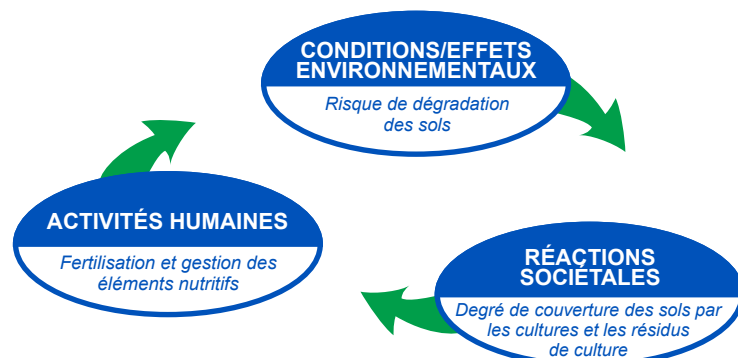 CONDITIONS/EFFETS
ENVIRONNEMENTAUX
Risque de dégradation
des sols
ACTIVITÉS HUMAINES
Fertilisation et gestion des
éléments nutritifs
RÉACTIONS
SOCIÉTALES
Degré de couverture des sols par
les cultures et les résidus
de culture